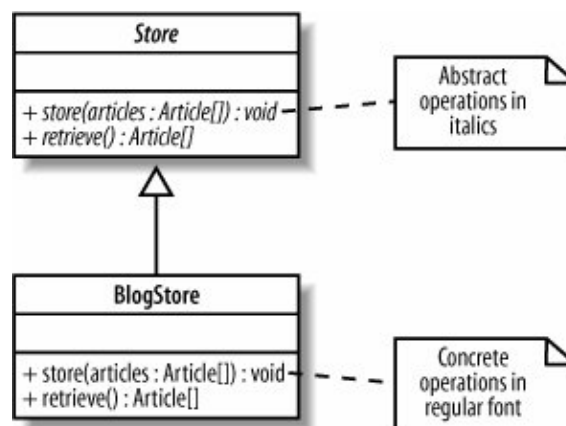 Store
+ store(articles : Article[]) : void
+ retrieve() : Article[]
Abstract
operations in
italics
BlogStore
+ store(articles : Article[]) : void
+ retrieve() : Article[]
Concrete
operations in
regular font